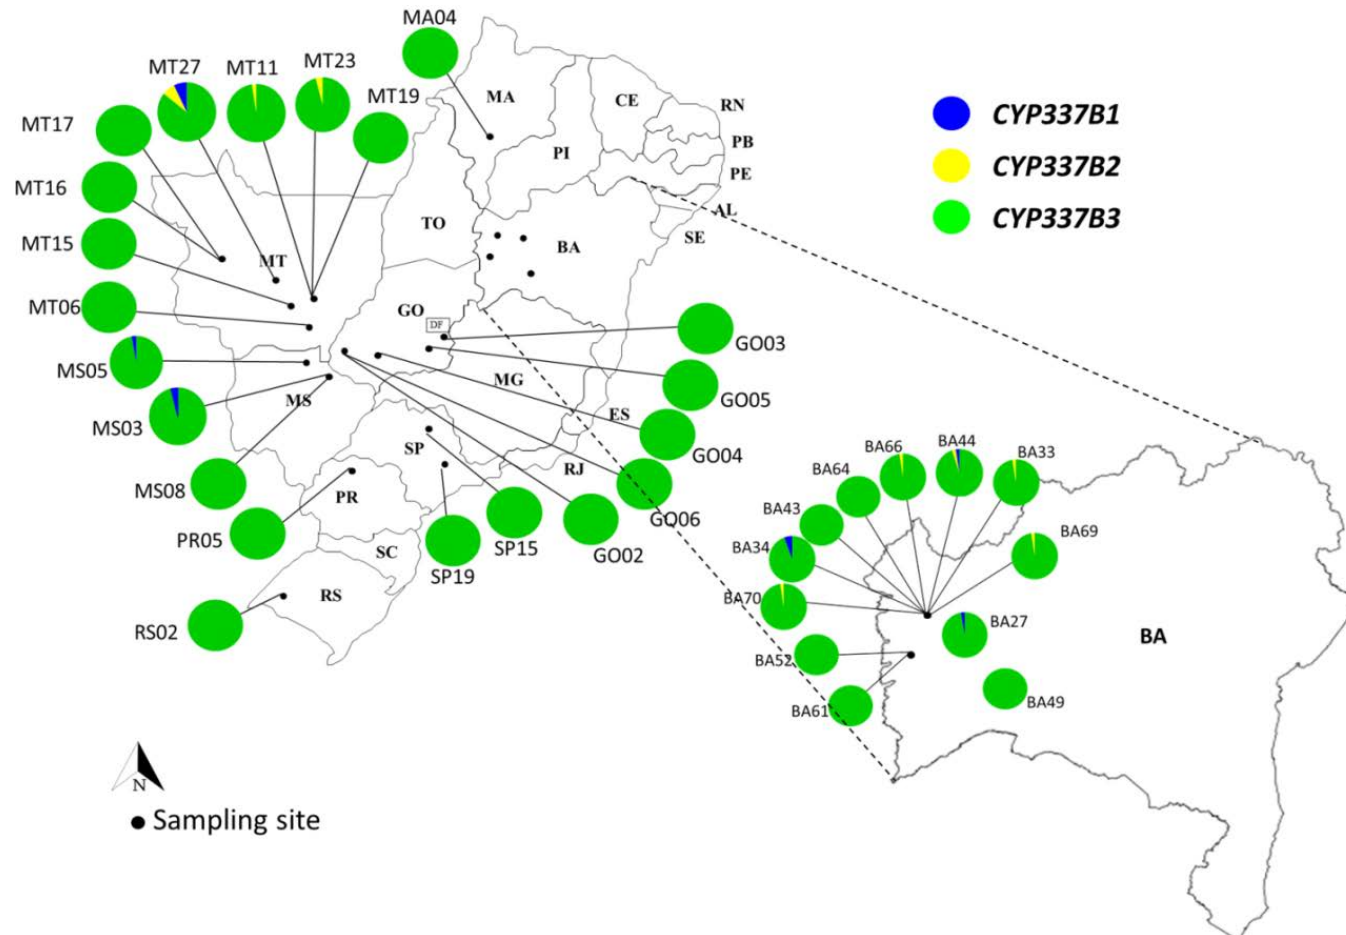 MA04
MT27
MT11
MT23
MT19
MT17
MT16
MT15
MT06
MS05
MS03
MS08
PR05
RS02
MA
CE
RN
PB
PE
PI
AL
SE
TO
BA
MT
GO
DF
MG
ES
MS
SP
RJ
PR
SC
RS
GO03
GO05
GO04
GO06
GO02
SP15
SP19
CYP337B1
CYP337B2
CYP337B3
BA66
BA44
BA33
BA64
BA43
BA69
BA34
BA70
BA27
BA52
BA49
BA61
BA
N
Sampling site